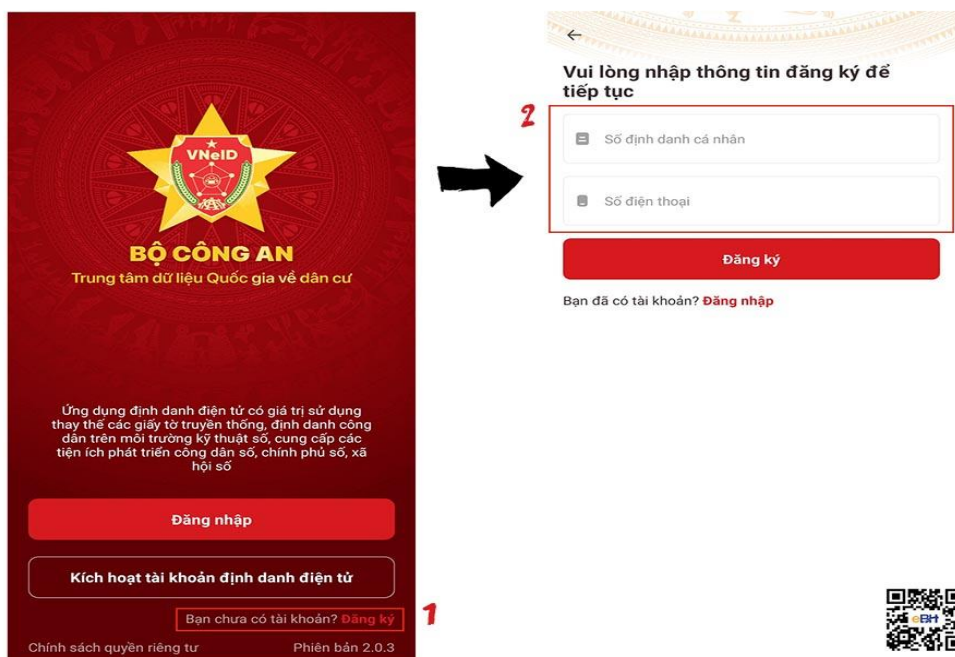 VNeID
BỘ CÔNG AN
Trung tâm dữ liệu Quốc gia về dân cư
Ứng dụng định danh điện tử có giá trị sử dụng
thay thế các giấy tờ truyền thống, định danh công
dân trên môi trường kỹ thuật số, cung cấp các
tiện ích phát triển công dân số, chính phủ số, xã
hội số
Đăng nhập
Kích hoạt tài khoản định danh điện tử
Bạn chưa có tài khoản? Đăng ký
1
Chính sách quyền riêng tư
Phiên bản 2.0.3
Vui lòng nhập thông tin đăng ký để
tiếp tục
2
Số định danh cá nhân
Số điện thoại
Đăng ký
Bạn đã có tài khoản? Đăng nhập
eBH